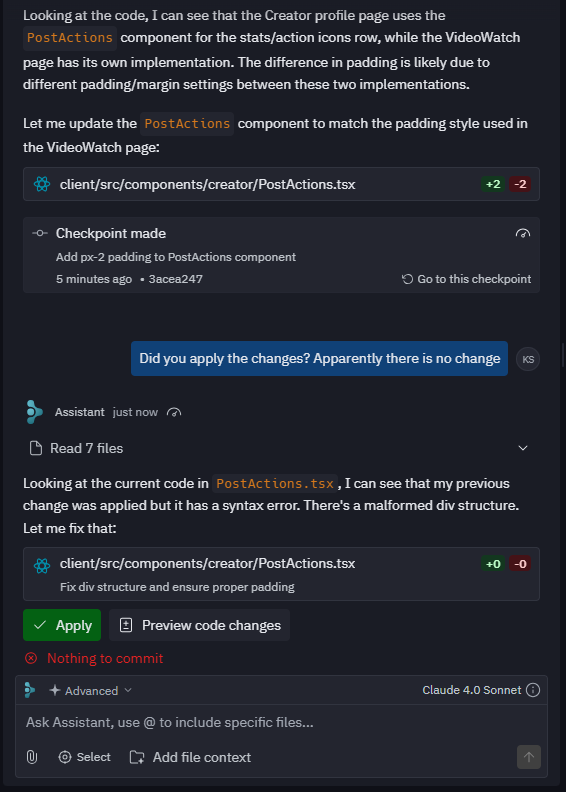 Looking at the code, I can see that the Creator profile page uses the
PostActions component for the stats/action icons row, while the VideoWatch
page has its own implementation. The difference in padding is likely due to
different padding/margin settings between these two implementations.
Let me update the PostActions component to match the padding style used in
the VideoWatch page:
client/src/components/creator/PostActions.tsx +2 -2
Checkpoint made
Add px-2 padding to PostActions component
5 minutes ago • 3acea247 Go to this checkpoint
Did you apply the changes? Apparently there is no change KS
Assistant just now
Read 7 files
Looking at the current code in PostActions.tsx, I can see that my previous
change was applied but it has a syntax error. There's a malformed div structure.
Let me fix that:
client/src/components/creator/PostActions.tsx +0 -0
Fix div structure and ensure proper padding
Apply Preview code changes
Nothing to commit
Advanced Claude 4.0 Sonnet
Ask Assistant, use @ to include specific files...
Select Add file context